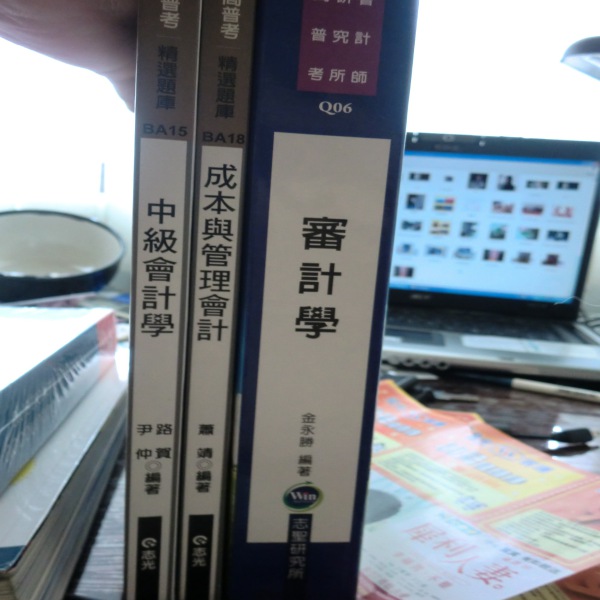 普考
精選題庫
BA15
中級會計學
尹仲 路賀 編著
志光
高普考
精選題庫
BA18
成本與管理會計
蕭靖 編著
志光
會計師
研究所
普考
Q06
審計學
金永勝 編著
Win
志聖研究所